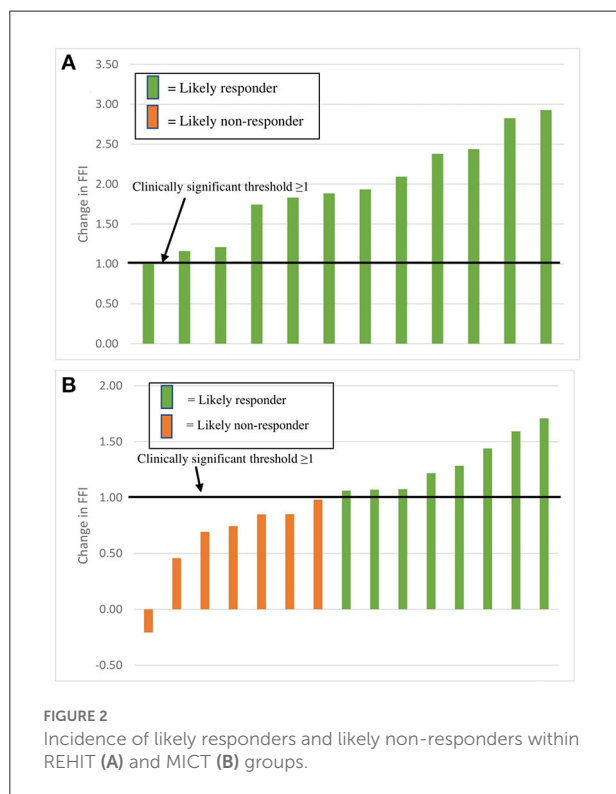 A
3.50
= Likely responder
3.00
= Likely non-responder
2.50
Clinically significant threshold ≥1
2.00
1.50
Change in FFI
1.00
0.50
0.00
B
2.00
= Likely responder
= Likely non-responder
1.50
Clinically significant threshold ≥1
1.00
Change in FFI
0.50
0.00
-0.50
FIGURE 2
Incidence of likely responders and likely non-responders within
REHIT (A) and MICT (B) groups.